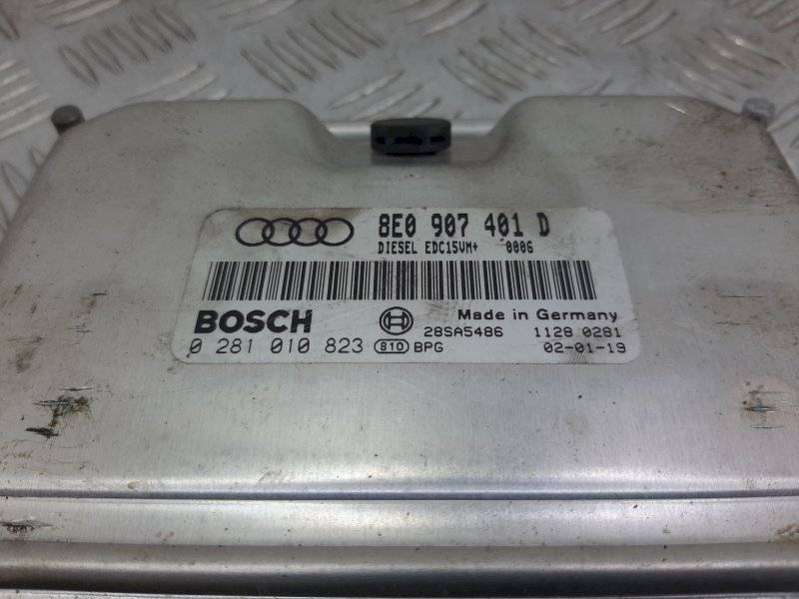 8E0 907 401 D
DIESEL EDC15VM+ 0006
BOSCH
Made in Germany
28SA5486 1128 0281
0 281 010 823 810 BPG 02-01-19